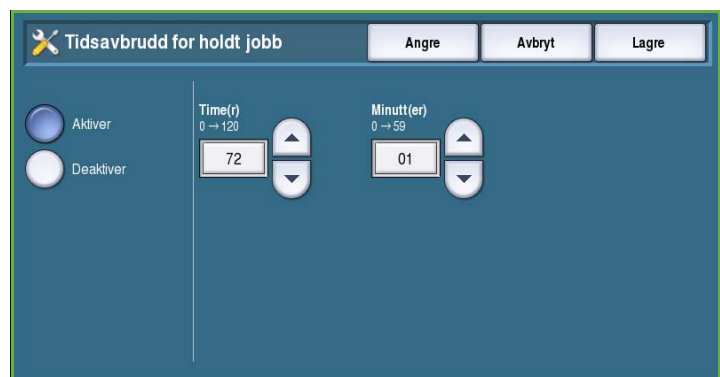 Tidsavbrudd for holdt jobb
Angre
Avbryt
Lagre
Aktiver
Deaktiver
Time(r)
0 → 120
72
Minutt(er)
0 → 59
01